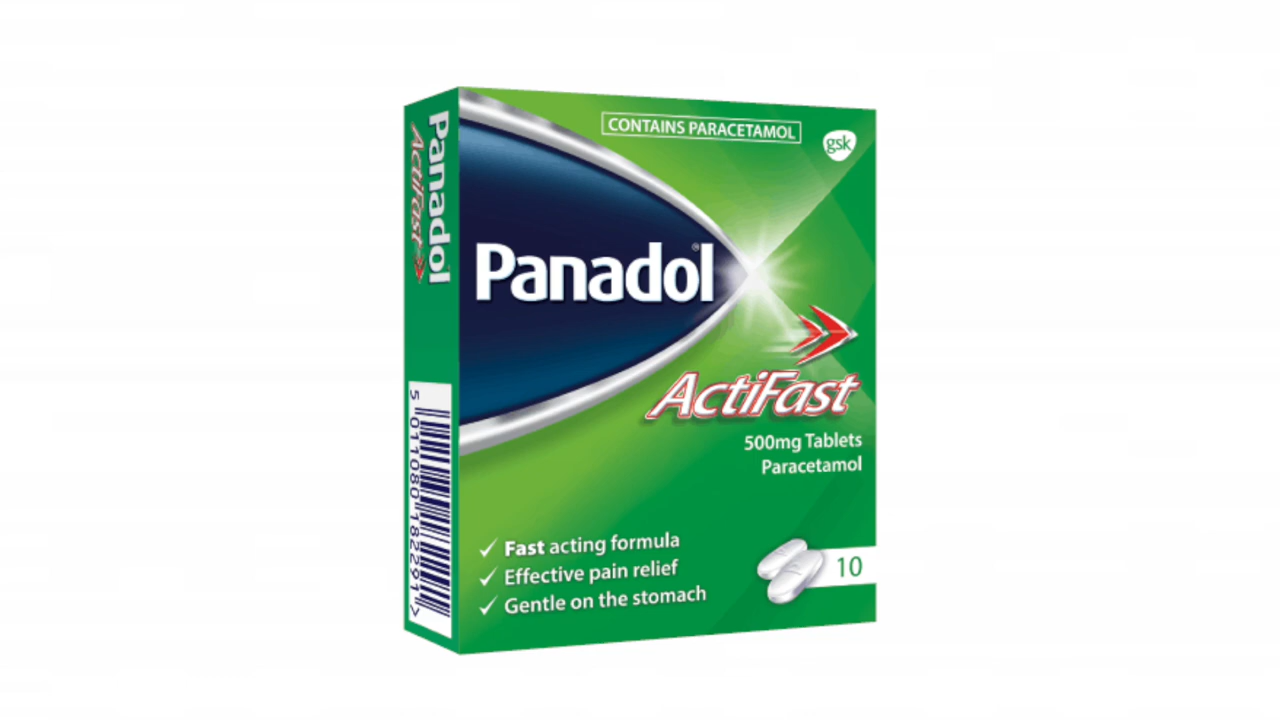 Panadol
ActiFast
5 011080 182291 >
CONTAINS PARACETAMOL
gsk
Panadol®
ActiFast
500mg Tablets
Paracetamol
✓ Fast acting formula
✓ Effective pain relief
✓ Gentle on the stomach
10